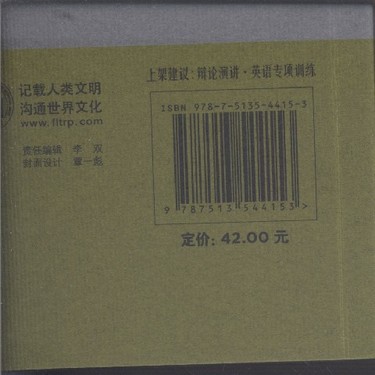 上架建议：辩论演讲·英语专项训练
记载人类文明
沟通世界文化
www.fltrp.com
责任编辑 李 双
封面设计 覃一彪
ISBN 978-7-5135-4415-3
9 787513 544153 >
定价：42.00 元